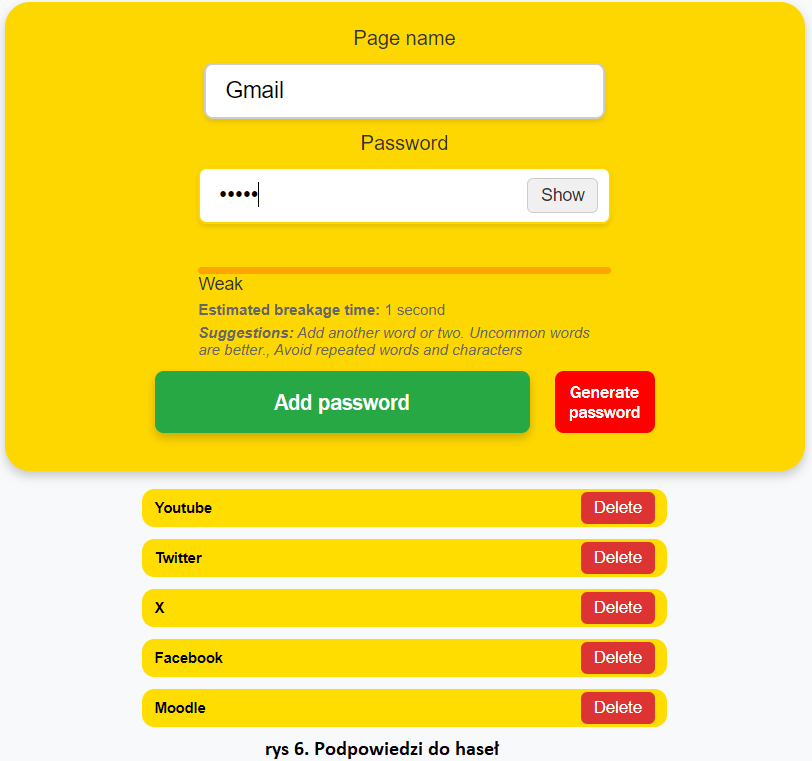 Page name
Gmail
Password
•••••
Show
Weak
Estimated breakage time: 1 second
Suggestions: Add another word or two. Uncommon words
are better., Avoid repeated words and characters
Add password
Generate
password
Youtube Delete
Twitter Delete
X Delete
Facebook Delete
Moodle Delete
rys 6. Podpowiedzi do haseł